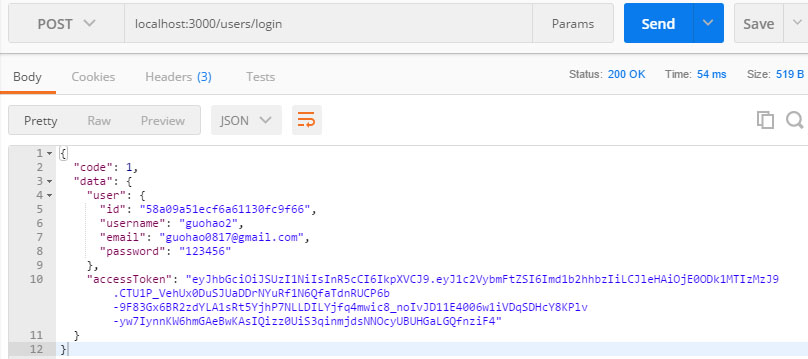 POST localhost:3000/users/login Params Send Save
Body Cookies Headers (3) Tests Status: 200 OK Time: 54 ms Size: 519 B
Pretty Raw Preview JSON
1 {
2 "code": 1,
3 "data": {
4 "user": {
5 "id": "58a09a51ecf6a61130fc9f66",
6 "username": "guohao2",
7 "email": "guohao0817@gmail.com",
8 "password": "123456"
9 },
10 "accessToken": "eyJhbGciOiJSUzI1NiIsInR5cCI6IkpXVCJ9.eyJ1c2VybmFtZSI6Imd1b2hhbzIiLCJleHAiOjE0ODk1MTIzMzJ9
.CTU1P_VehUx0DuSJUaDDrNYuRf1N6QfaTdnRUCP6b
-9F83Gx6BR2zdYLA1sRt5YjhP7NLLDILYjfq4mwic8_noIvJD11E4006w1iVDqSDHcY8KPlv
-yw7IynnKW6hmGAeBwKAsIQizz0UiS3qinmjdsNNOcyUBUHGaLGQfnziF4"
11 }
12 }